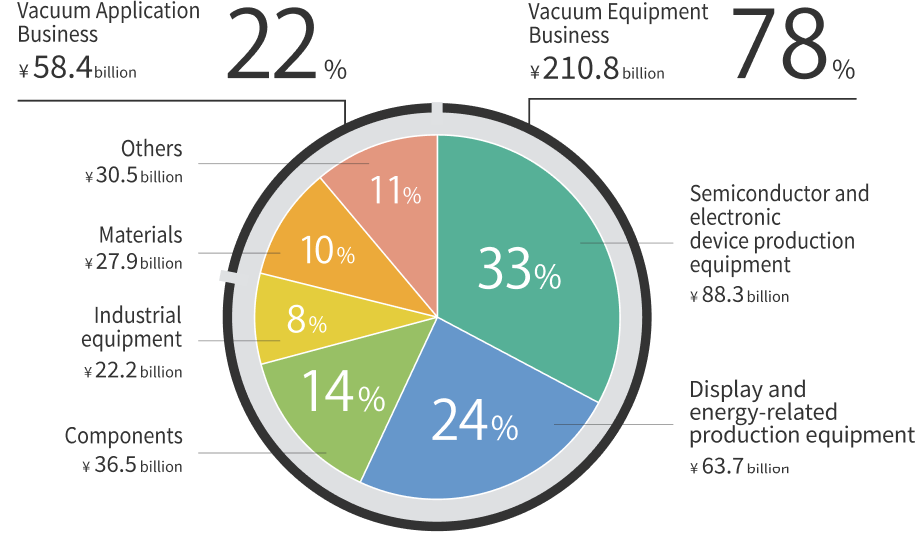 Vacuum Application
Business
¥58.4billion
22%
Vacuum Equipment
Business
¥210.8billion
78%
Others
¥30.5billion
Materials
¥27.9billion
Industrial
equipment
¥22.2billion
Components
¥36.5billion
11%
10%
8%
14%
33%
24%
Semiconductor and
electronic
device production
equipment
¥88.3billion
Display and
energy-related
production equipment
¥63.7billion